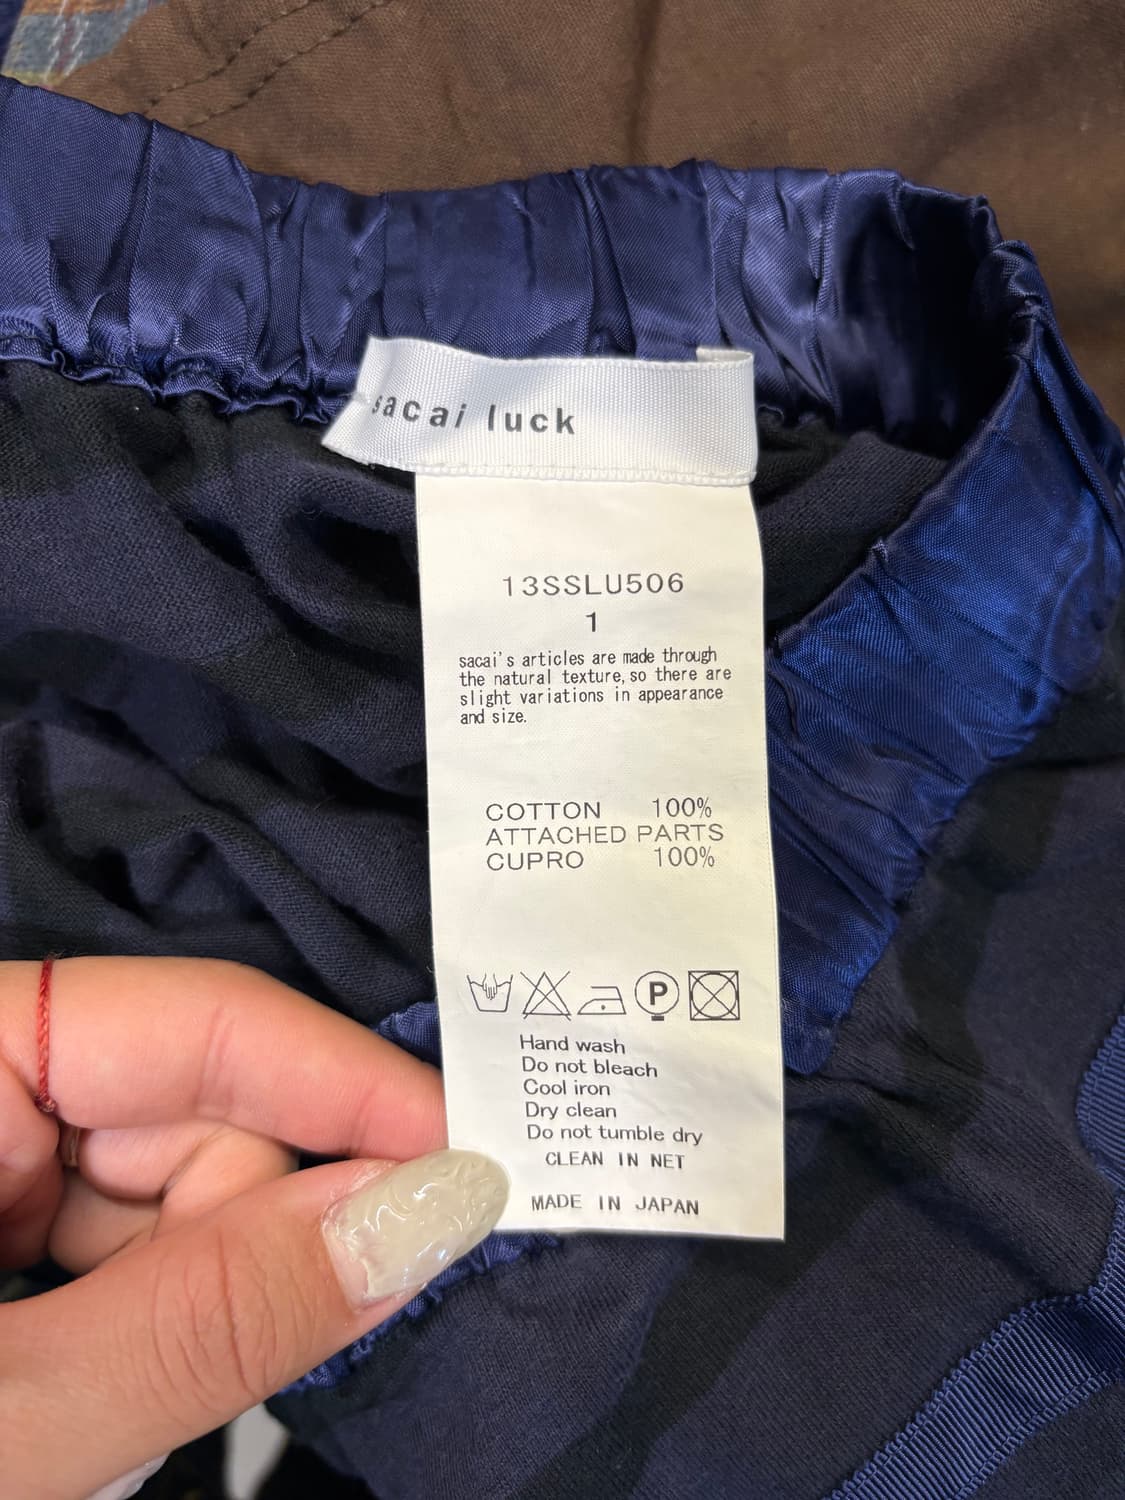 sacai luck
13SSLU506
1
sacai's articles are made through
the natural texture, so there are
slight variations in appearance
and size.
COTTON 100%
ATTACHED PARTS
CUPRO 100%
P
Hand wash
Do not bleach
Cool iron
Dry clean
Do not tumble dry
CLEAN IN NET
MADE IN JAPAN